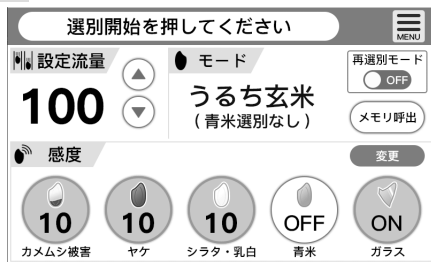 選別開始を押してください
MENU
設定流量
100
モード
うるち玄米
(青米選別なし)
再選別モード
OFF
メモリ呼出
感度
変更
10
10
10
OFF
ON
カメムシ被害
ヤケ
シラタ・乳白
青米
ガラス